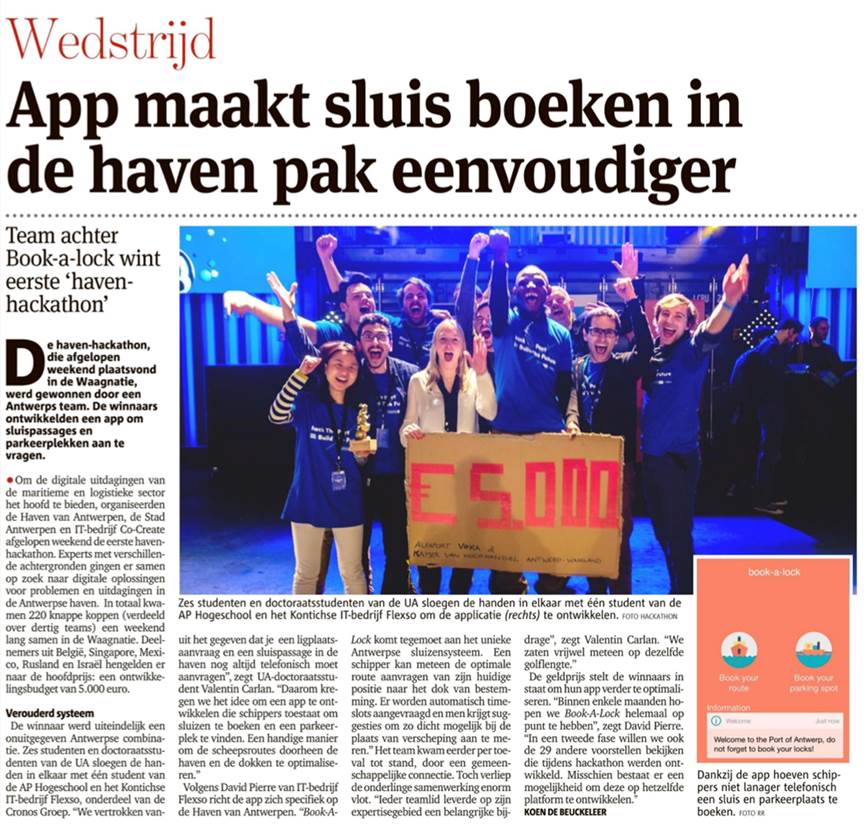 Wedstrijd
App maakt sluis boeken in
de haven pak eenvoudiger
Team achter
Book-a-lock wint
eerste ‘haven-
hackathon’
De haven-hackathon,
die afgelopen
weekend plaatsvond
in de Waagnatie,
werd gewonnen door een
Antwerps team. De winnaars
ontwikkelden een app om
sluispassages en
parkeerplekken aan te
vragen.
● Om de digitale uitdagingen van
de maritieme en logistieke sector
het hoofd te bieden, organiseerden
de Haven van Antwerpen, de Stad
Antwerpen en IT-bedrijf Co-Create
afgelopen weekend de eerste haven-
hackathon. Experts met verschillen-
de achtergronden gingen er samen
op zoek naar digitale oplossingen
voor problemen en uitdagingen in
de Antwerpse haven. In totaal kwa-
men 220 knappe koppen (verdeeld
over dertig teams) een weekend
lang samen in de Waagnatie. Deel-
nemers uit België, Singapore, Mexi-
co, Rusland en Israël hengelden er
naar de hoofdprijs: een ontwikke-
lingsbudget van 5.000 euro.
Verouderd systeem
De winnaar werd uiteindelijk een
onuitgegeven Antwerpse combina-
tie. Zes studenten en doctoraatsstu-
denten van de UA sloegen de han-
den in elkaar met één student van
de AP Hogeschool en het Kontichse
IT-bedrijf Flexso, onderdeel van de
Cronos Groep. “We vertrokken van-
€ 5.000
ALFAPORT VOKA &
KAMER VAN KOOPHANDEL ANTWERP-WAASLAND
Zes studenten en doctoraatsstudenten van de UA sloegen de handen in elkaar met één student van de
AP Hogeschool en het Kontichse IT-bedrijf Flexso om de applicatie (rechts) te ontwikkelen. FOTO HACKATHON
uit het gegeven dat je een ligplaats-
aanvraag en een sluispassage in de
haven nog altijd telefonisch moet
aanvragen”, zegt UA-doctoraatsstu-
dent Valentin Carlan. “Daarom kre-
gen we het idee om een app te ont-
wikkelen die schippers toestaat om
sluizen te boeken en een parkeer-
plek te vinden. Een handige manier
om de scheepsroutes doorheen de
haven en de dokken te optimalise-
ren.”
Volgens David Pierre van IT-bedrijf
Flexso richt de app zich specifiek op
de Haven van Antwerpen. “Book-A-
Lock komt tegemoet aan het unieke
Antwerpse sluizensysteem. Een
schipper kan meteen de optimale
route aanvragen van zijn huidige
positie naar het dok van bestem-
ming. Er worden automatisch time-
slots aangevraagd en men krijgt sug-
gesties om zo dicht mogelijk bij de
plaats van verscheping aan te me-
ren.” Het team kwam eerder per toe-
val tot stand, door een gemeen-
schappelijke connectie. Toch verliep
de onderlinge samenwerking enorm
vlot. “Ieder teamlid leverde op zijn
expertisegebied een belangrijke bij-
drage”, zegt Valentin Carlan. “We
zaten vrijwel meteen op dezelfde
golflengte.”
De geldprijs stelt de winnaars in
staat om hun app verder te optimali-
seren. “Binnen enkele maanden ho-
pen we Book-A-Lock helemaal op
punt te hebben”, zegt David Pierre.
“In een tweede fase willen we ook
de 29 andere voorstellen bekijken
die tijdens hackathon werden ont-
wikkeld. Misschien bestaat er een
mogelijkheid om deze op hetzelfde
platform te ontwikkelen.”
KOEN DE BEUCKELEER
book-a-lock
Book your
route
Book your
parking spot
Information
Welcome
Just now
Welcome to the Port of Antwerp, do
not forget to book your locks!
Dankzij de app hoeven schip-
pers niet lanager telefonisch
een sluis en parkeerplaats te
boeken. FOTO RR